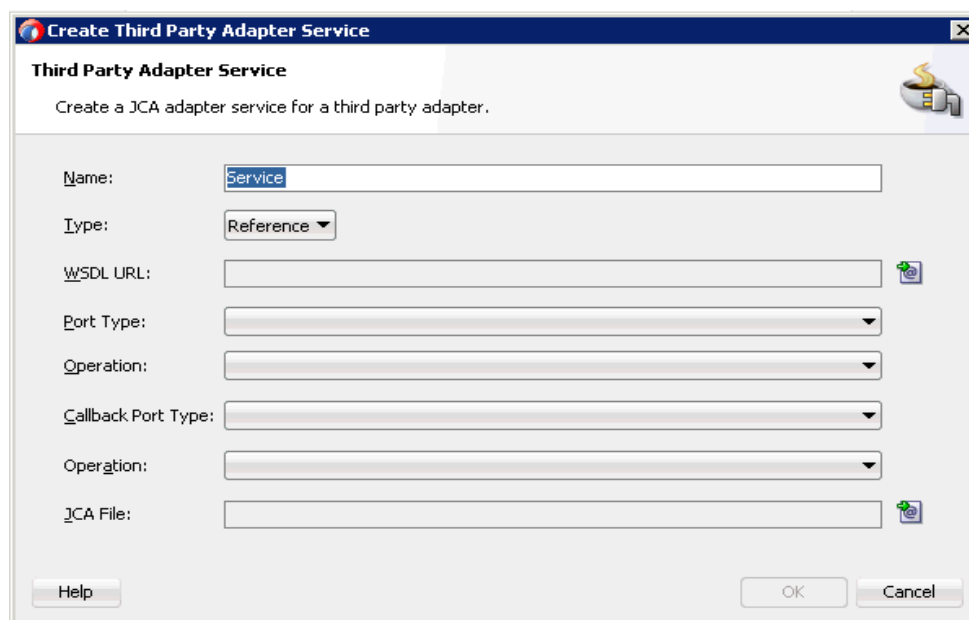 Create Third Party Adapter Service
Third Party Adapter Service
Create a JCA adapter service for a third party adapter.
Name: Service
Type: Reference
WSDL URL:
Port Type:
Operation:
Callback Port Type:
Operation:
JCA File:
Help OK Cancel